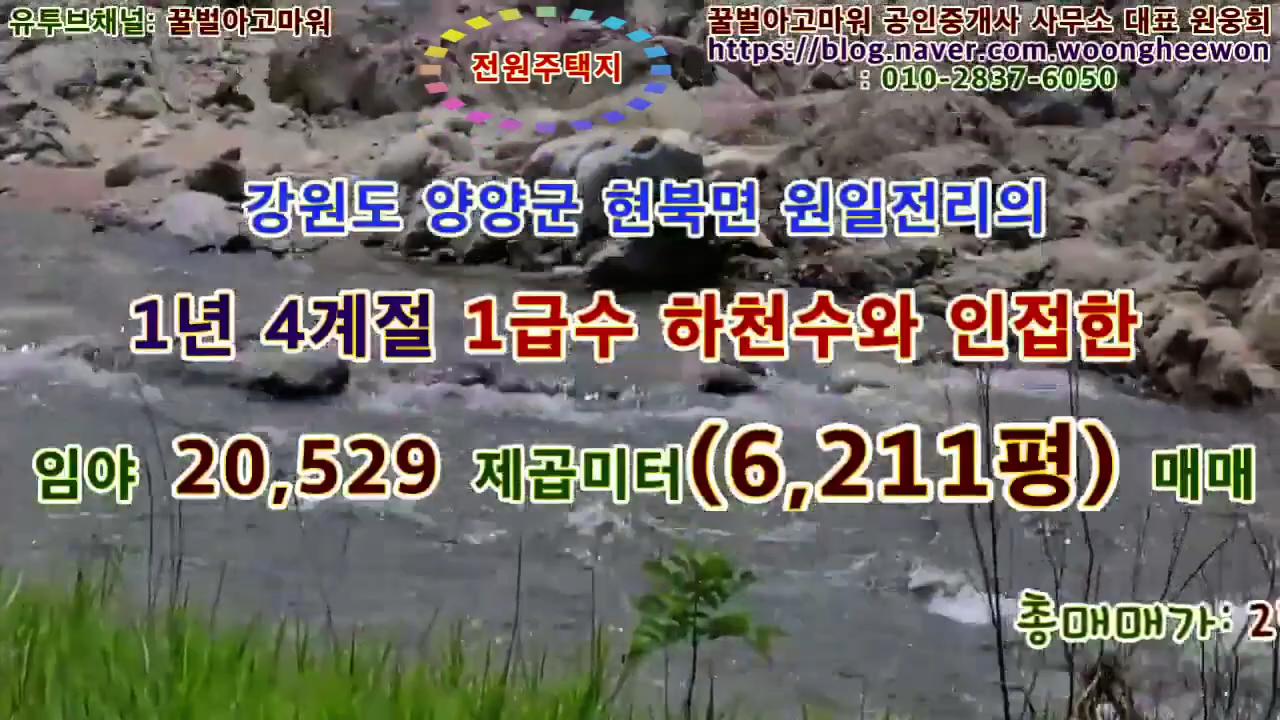 유투브채널: 꿀벌아고마워
꿀벌아고마워 공인중개사 사무소 대표 원웅희
https://blog.naver.com.woongheewon
: 010-2837-6050
전원주택지
강원도 양양군 현북면 원일전리의
1년 4계절 1급수 하천수와 인접한
임야 20,529 제곱미터(6,211평) 매매
총매매가: